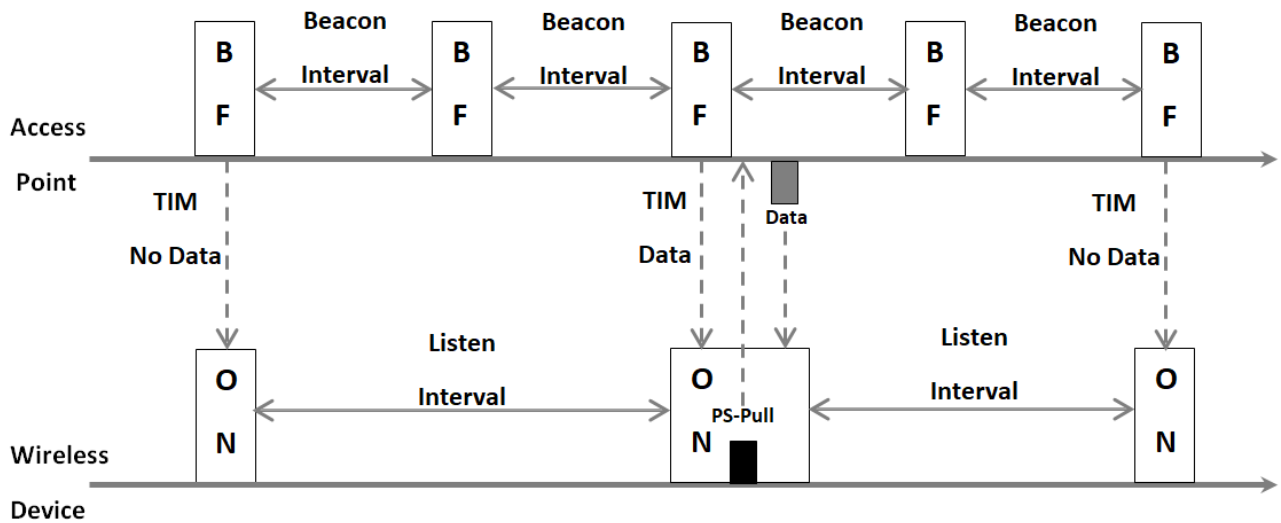 Beacon
Interval
Beacon
Interval
Beacon
Interval
Beacon
Interval
B
F
B
F
B
F
B
F
B
F
Access
Point
TIM
No Data
TIM
Data
Data
TIM
No Data
Listen
Interval
Listen
Interval
O
N
O
N
PS-Pull
O
N
Wireless
Device